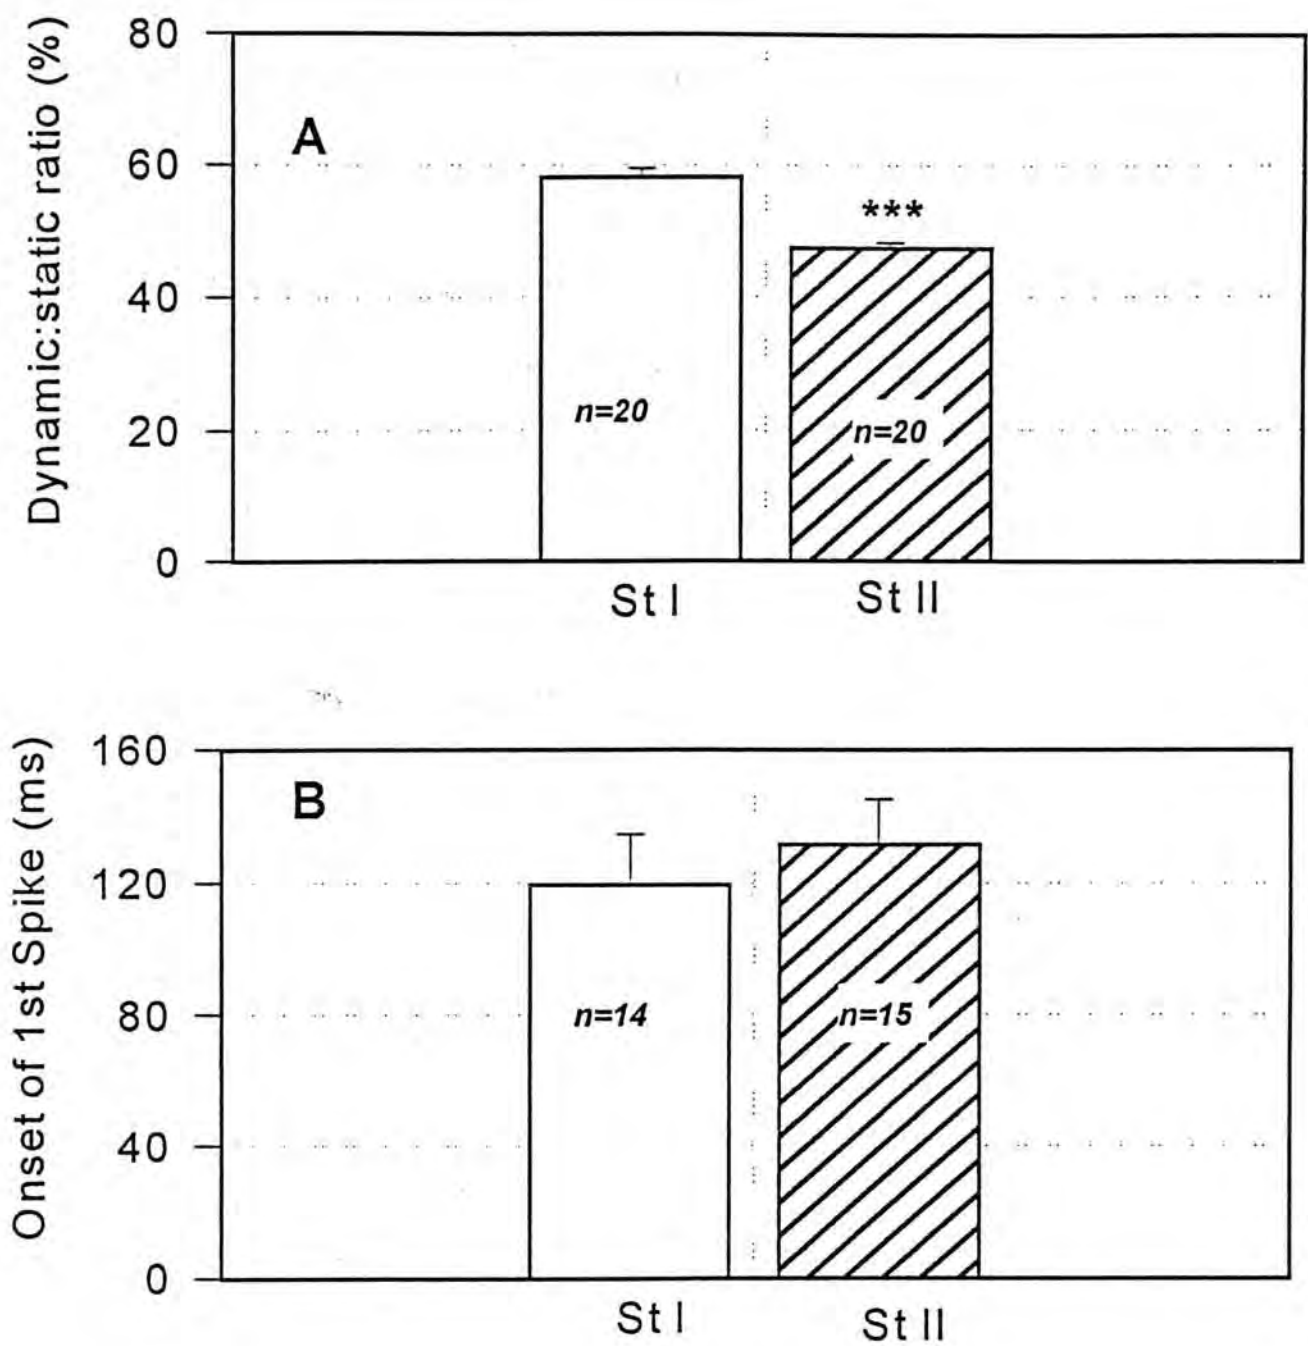 Dynamic:static ratio (%)
80
60
40
20
0
A
***
n=20
n=20
St I
St II
Onset of 1st Spike (ms)
160
120
80
40
0
B
n=14
n=15
St I
St II